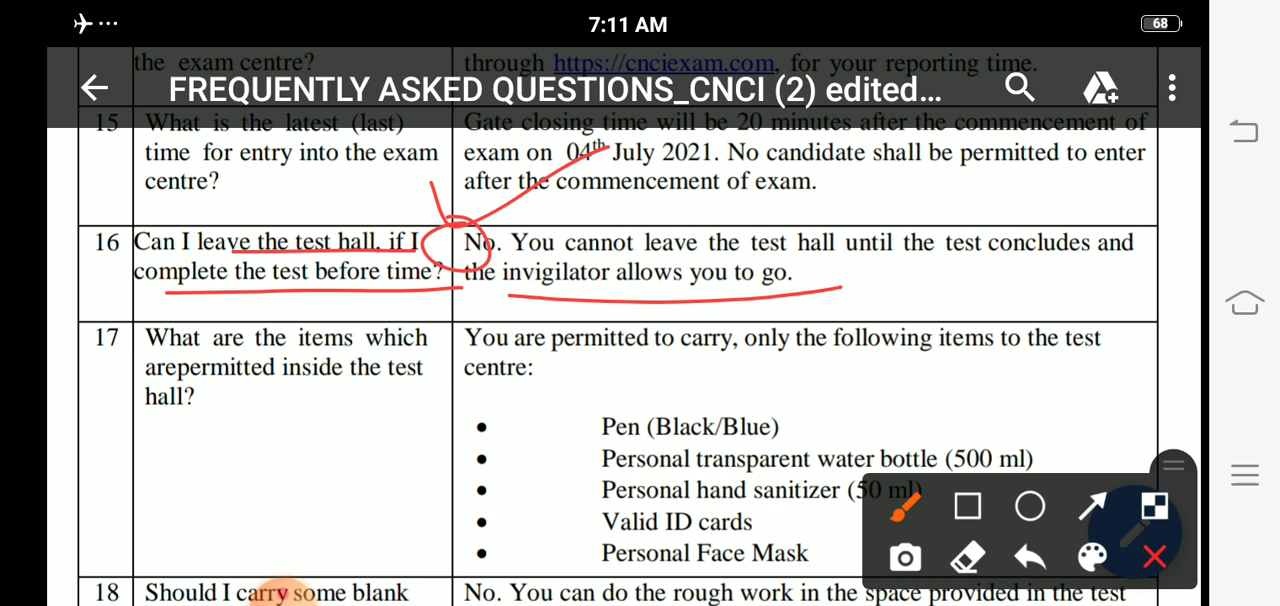 7:11 AM
68
the exam centre?
through https://cnciexam.com, for your reporting time.
FREQUENTLY ASKED QUESTIONS_CNCI (2) edited...
15 What is the latest (last) time for entry into the exam centre?
Gate closing time will be 20 minutes after the commencement of
exam on 04th July 2021. No candidate shall be permitted to enter
after the commencement of exam.
16 Can I leave the test hall, if I
complete the test before time?
No. You cannot leave the test hall until the test concludes and
the invigilator allows you to go.
17 What are the items which
arepermitted inside the test
hall?
You are permitted to carry, only the following items to the test
centre:
• Pen (Black/Blue)
• Personal transparent water bottle (500 ml)
• Personal hand sanitizer (50 ml)
• Valid ID cards
• Personal Face Mask
18 Should I carry some blank
No. You can do the rough work in the space provided in the test